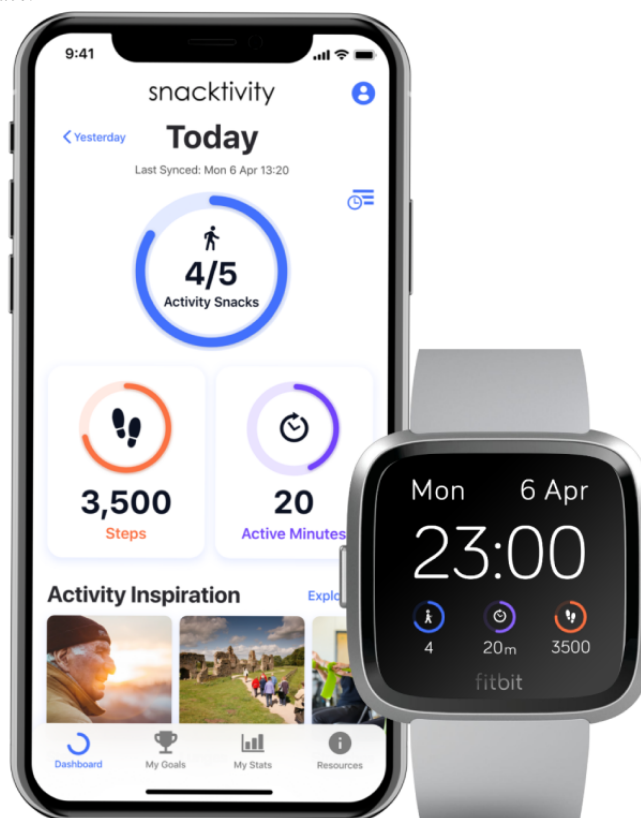 9:41
snacktivity
Yesterday
Today
Last Synced: Mon 6 Apr 13:20
4/5
Activity Snacks
3,500
Steps
20
Active Minutes
Activity Inspiration
Explo
Dashboard
My Goals
My Stats
Resources
Mon 6 Apr
23:00
4 20m 3500
fitbit